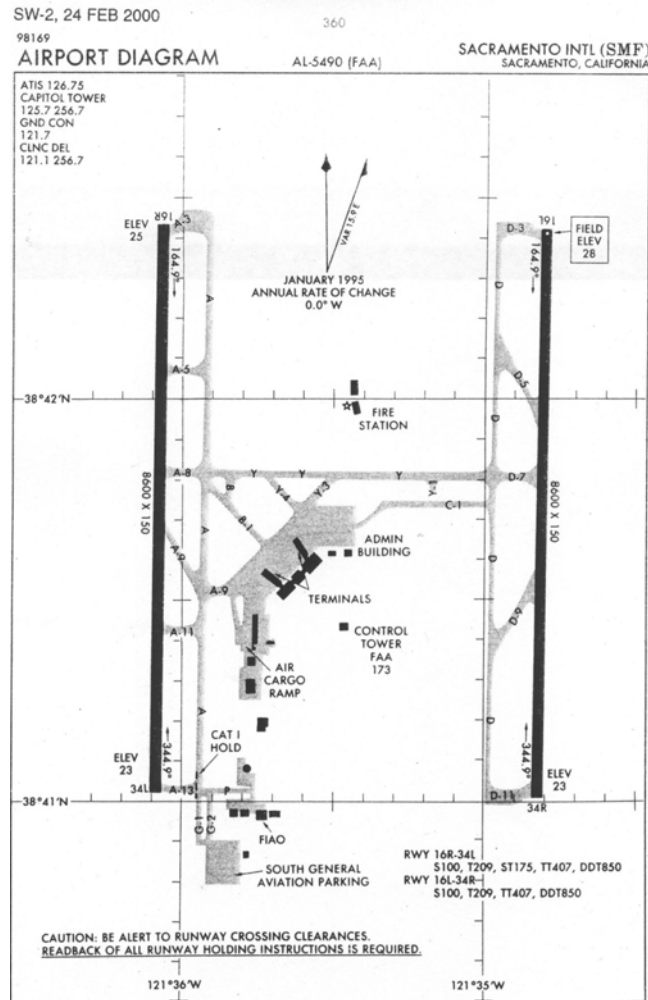 SW-2, 24 FEB 2000
360
98169
AIRPORT DIAGRAM
AL-5490 (FAA)
SACRAMENTO INTL (SMF)
SACRAMENTO, CALIFORNIA
ATIS 126.75
CAPITOL TOWER
125.7 256.7
GND CON
121.7
CLNC DEL
121.1 256.7
VAR 15.9 E
JANUARY 1995
ANNUAL RATE OF CHANGE
0.0° W
ELEV
25
16R
A-3
D-3
16L
FIELD
ELEV
28
164.9°
A
D
164.9°
A-5
D-5
38°42'N
FIRE
STATION
D
A-8
B
Y
Y
Y
D-7
Y-4
Y-3
Y-1
C-1
8600 X 150
A
B-1
8600 X 150
ADMIN
BUILDING
D
A-9
A-9
TERMINALS
D-9
A-11
CONTROL
TOWER
FAA
173
AIR
CARGO
RAMP
A
D
CAT I
HOLD
ELEV
23
344.9°
344.9°
ELEV
23
34L
A-13
P
D-11
34R
38°41'N
G-1
G-2
FIAO
SOUTH GENERAL
AVIATION PARKING
RWY 16R-34L
S100, T209, ST175, TT407, DDT850
RWY 16L-34R
S100, T209, TT407, DDT850
CAUTION: BE ALERT TO RUNWAY CROSSING CLEARANCES.
READBACK OF ALL RUNWAY HOLDING INSTRUCTIONS IS REQUIRED.
121°36'W
121°35'W